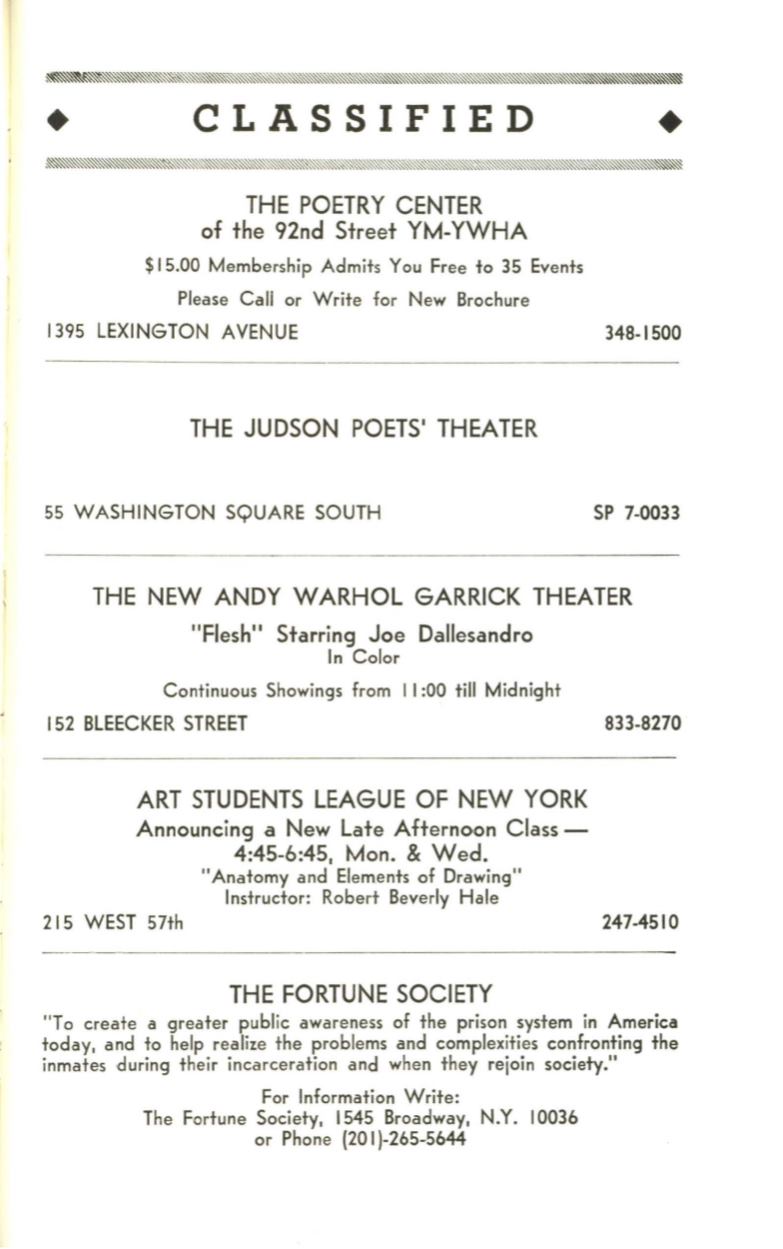 CLASSIFIED
THE POETRY CENTER
of the 92nd Street YM-YWHA
$15.00 Membership Admits You Free to 35 Events
Please Call or Write for New Brochure
1395 LEXINGTON AVENUE 348-1500
THE JUDSON POETS' THEATER
55 WASHINGTON SQUARE SOUTH SP 7-0033
THE NEW ANDY WARHOL GARRICK THEATER
"Flesh" Starring Joe Dallesandro
In Color
Continuous Showings from 11:00 till Midnight
152 BLEECKER STREET 833-8270
ART STUDENTS LEAGUE OF NEW YORK
Announcing a New Late Afternoon Class —
4:45-6:45, Mon. & Wed.
"Anatomy and Elements of Drawing"
Instructor: Robert Beverly Hale
215 WEST 57th 247-4510
THE FORTUNE SOCIETY
"To create a greater public awareness of the prison system in America
today, and to help realize the problems and complexities confronting the
inmates during their incarceration and when they rejoin society."
For Information Write:
The Fortune Society, 1545 Broadway, N.Y. 10036
or Phone (201)-265-5644